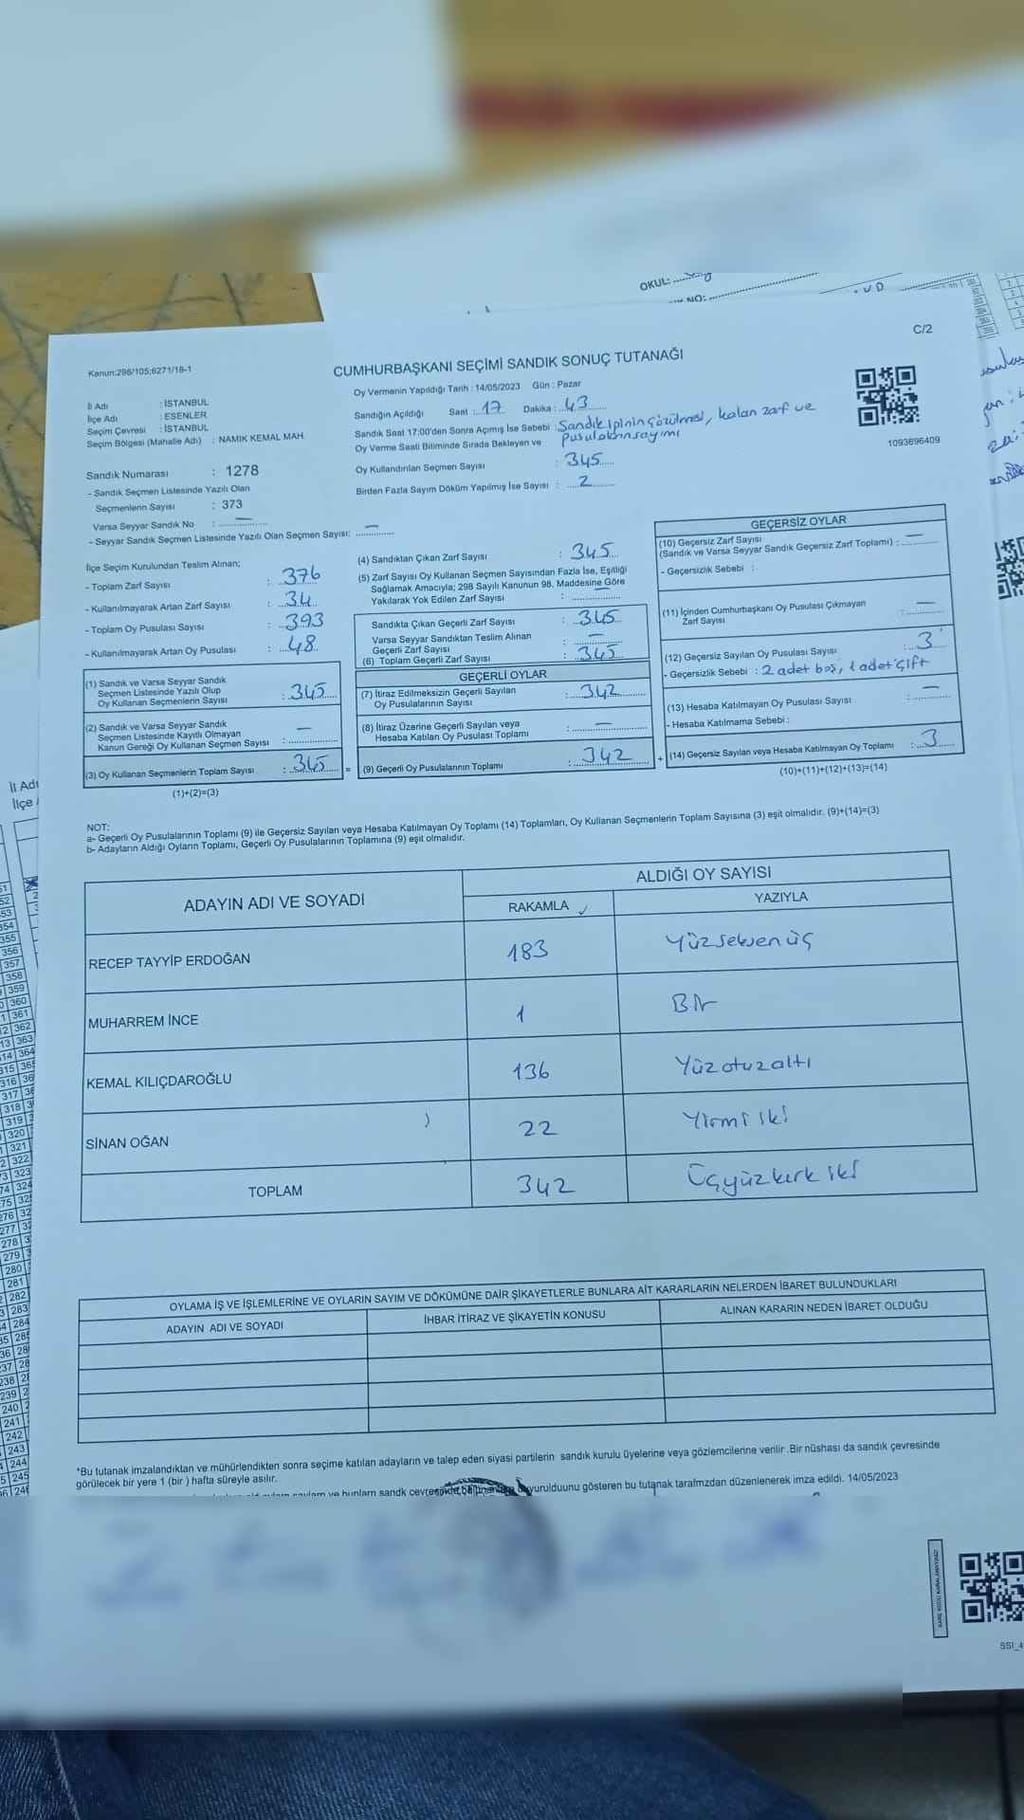 OKUL:
NO:
C/2
Kanun:298/105;6271/18-1
CUMHURBAŞKANI SEÇİMİ SANDIK SONUÇ TUTANAĞI
Oy Vermenin Yapıldığı Tarih : 14/05/2023 Gün : Pazar
İl Adı : İSTANBUL
İlçe Adı : ESENLER
Seçim Çevresi : İSTANBUL
Seçim Bölgesi (Mahalle Adı) : NAMIK KEMAL MAH.
Sandığın Açıldığı Saat : 17 Dakika : 43
Sandık Saat 17:00'den Sonra Açımış İse Sebebi : Sandık ipinin çözülmesi, kalan zarf ve
Oy Verme Saati Bitiminde Sırada Bekleyen ve pusulaların sayımı
Oy Kullandırılan Seçmen Sayısı : 345
Birden Fazla Sayım Döküm Yapılmış İse Sayısı : 2
1093696409
Sandık Numarası : 1278
- Sandık Seçmen Listesinde Yazılı Olan
Seçmenlerin Sayısı : 373
Varsa Seyyar Sandık No : —
- Seyyar Sandık Seçmen Listesinde Yazılı Olan Seçmen Sayısı: —
İlçe Seçim Kurulundan Teslim Alınan;
- Toplam Zarf Sayısı : 376
- Kullanılmayarak Artan Zarf Sayısı : 34
- Toplam Oy Pusulası Sayısı : 393
- Kullanılmayarak Artan Oy Pusulası : 48
(1) Sandık ve Varsa Seyyar Sandık
Seçmen Listesinde Yazılı Olup
Oy Kullanan Seçmenlerin Sayısı : 345
(2) Sandık ve Varsa Seyyar Sandık
Seçmen Listesinde Kayıtlı Olmayan
Kanun Gereği Oy Kullanan Seçmen Sayısı : —
(3) Oy Kullanan Seçmenlerin Toplam Sayısı : 345 =
(1)+(2)=(3)
(4) Sandıktan Çıkan Zarf Sayısı : 345
(5) Zarf Sayısı Oy Kullanan Seçmen Sayısından Fazla İse, Eşitliği
Sağlamak Amacıyla; 298 Sayılı Kanunun 98. Maddesine Göre
Yakılarak Yok Edilen Zarf Sayısı : —
Sandıkta Çıkan Geçerli Zarf Sayısı : 345
Varsa Seyyar Sandıktan Teslim Alınan
Geçerli Zarf Sayısı : —
(6) Toplam Geçerli Zarf Sayısı : 345
GEÇERLİ OYLAR
(7) İtiraz Edilmeksizin Geçerli Sayılan
Oy Pusulalarının Sayısı : 342
(8) İtiraz Üzerine Geçerli Sayılan veya
Hesaba Katılan Oy Pusulası Toplamı : —
(9) Geçerli Oy Pusulalarının Toplamı : 342 +
GEÇERSİZ OYLAR
(10) Geçersiz Zarf Sayısı
(Sandık ve Varsa Seyyar Sandık Geçersiz Zarf Toplamı) : —
- Geçersizlik Sebebi :
(11) İçinden Cumhurbaşkanı Oy Pusulası Çıkmayan
Zarf Sayısı : —
(12) Geçersiz Sayılan Oy Pusulası Sayısı : 3
- Geçersizlik Sebebi : 2 adet boş, 1 adet çift
(13) Hesaba Katılmayan Oy Pusulası Sayısı : —
- Hesaba Katılmama Sebebi :
(14) Geçersiz Sayılan veya Hesaba Katılmayan Oy Toplamı : 3
(10)+(11)+(12)+(13)=(14)
NOT:
a- Geçerli Oy Pusulalarının Toplamı (9) ile Geçersiz Sayılan veya Hesaba Katılmayan Oy Toplamı (14) Toplamları, Oy Kullanan Seçmenlerin Toplam Sayısına (3) eşit olmalıdır. (9)+(14)=(3)
b- Adayların Aldığı Oyların Toplamı, Geçerli Oy Pusulalarının Toplamına (9) eşit olmalıdır.
ADAYIN ADI VE SOYADI
ALDIĞI OY SAYISI
RAKAMLA YAZIYLA
RECEP TAYYİP ERDOĞAN 183 Yüzseksenüç
MUHARREM İNCE 1 Bir
KEMAL KILIÇDAROĞLU 136 Yüzotuzaltı
SİNAN OĞAN 22 Yirmi iki
TOPLAM 342 Üçyüzkırk iki
OYLAMA İŞ VE İŞLEMLERİNE VE OYLARIN SAYIM VE DÖKÜMÜNE DAİR ŞİKAYETLERLE BUNLARA AİT KARARLARIN NELERDEN İBARET BULUNDUKLARI
ADAYIN ADI VE SOYADI İHBAR İTİRAZ VE ŞİKAYETİN KONUSU ALINAN KARARIN NEDEN İBARET OLDUĞU
*Bu tutanak imzalandıktan ve mühürlendikten sonra seçime katılan adayların ve talep eden siyasi partilerin sandık kurulu üyelerine veya gözlemcilerine verilir .Bir nüshası da sandık çevresinde
görülecek bir yere 1 (bir ) hafta süreyle asılır.
ve bunların sandık çevresinde duyurulduunu gösteren bu tutanak tarafımzdan düzenlenerek imza edildi. 14/05/2023